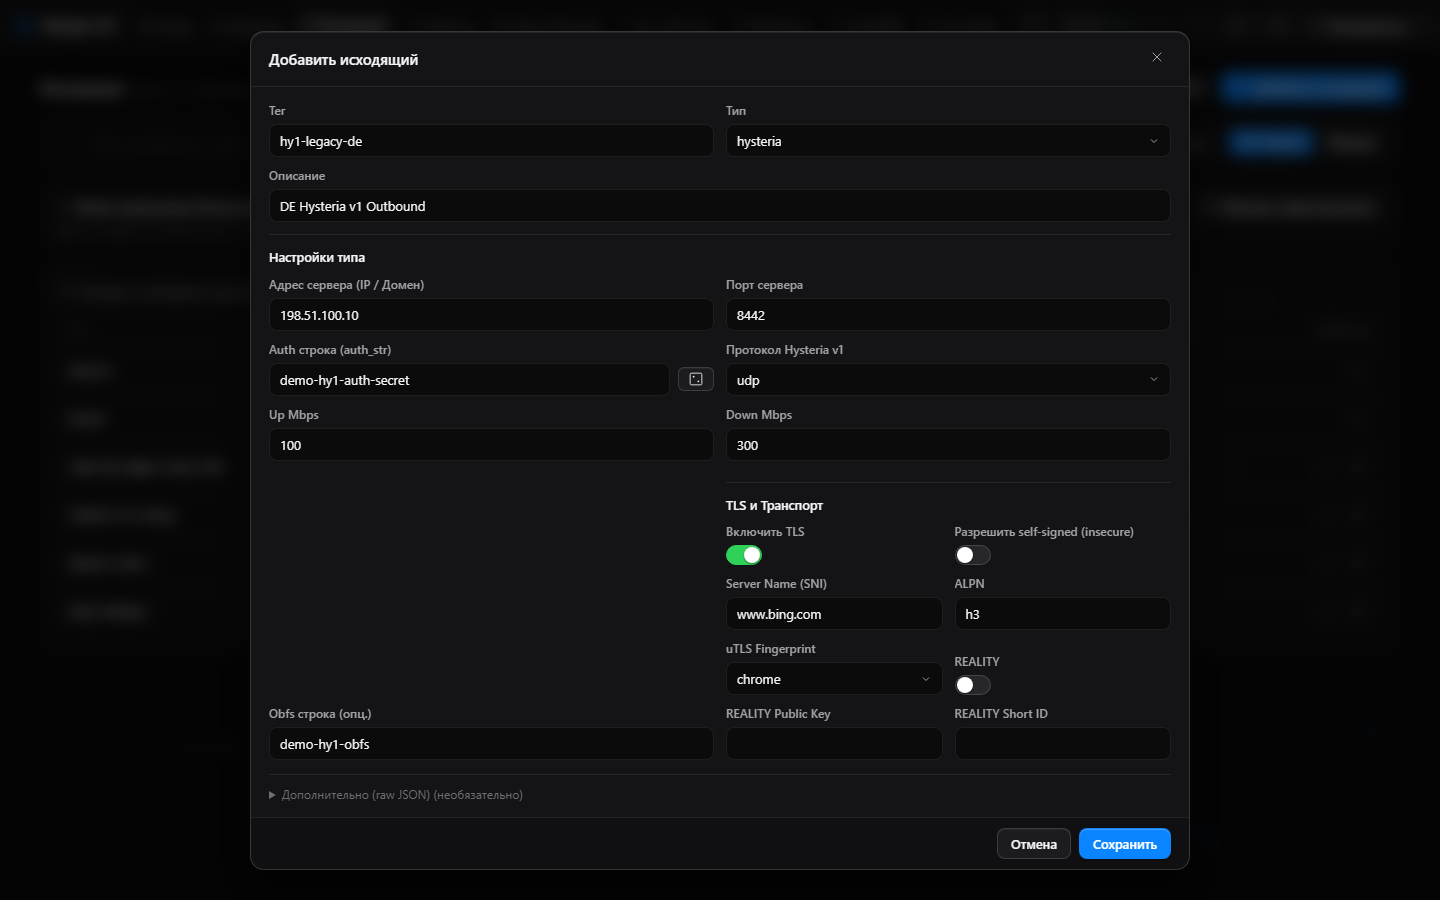 Добавить исходящий
Тег
Тип
hy1-legacy-de
hysteria
Описание
DE Hysteria v1 Outbound
Настройки типа
Адрес сервера (IP / Домен)
Порт сервера
198.51.100.10
8442
Auth строка (auth_str)
Протокол Hysteria v1
demo-hy1-auth-secret
udp
Up Mbps
Down Mbps
100
300
TLS и Транспорт
Включить TLS
Разрешить self-signed (insecure)
Server Name (SNI)
ALPN
www.bing.com
h3
uTLS Fingerprint
REALITY
chrome
Obfs строка (опц.)
REALITY Public Key
REALITY Short ID
demo-hy1-obfs
Дополнительно (raw JSON) (необязательно)
Отмена
Сохранить